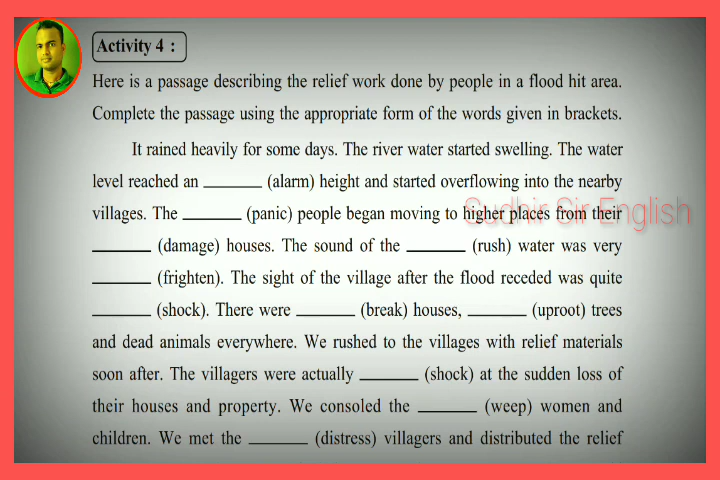 Activity 4 :
Here is a passage describing the relief work done by people in a flood hit area.
Complete the passage using the appropriate form of the words given in brackets.
It rained heavily for some days. The river water started swelling. The water
level reached an _______ (alarm) height and started overflowing into the nearby
villages. The _______ (panic) people began moving to higher places from their
_______ (damage) houses. The sound of the _______ (rush) water was very
_______ (frighten). The sight of the village after the flood receded was quite
_______ (shock). There were _______ (break) houses, _______ (uproot) trees
and dead animals everywhere. We rushed to the villages with relief materials
soon after. The villagers were actually _______ (shock) at the sudden loss of
their houses and property. We consoled the _______ (weep) women and
children. We met the _______ (distress) villagers and distributed the relief
Sudhir Sir English